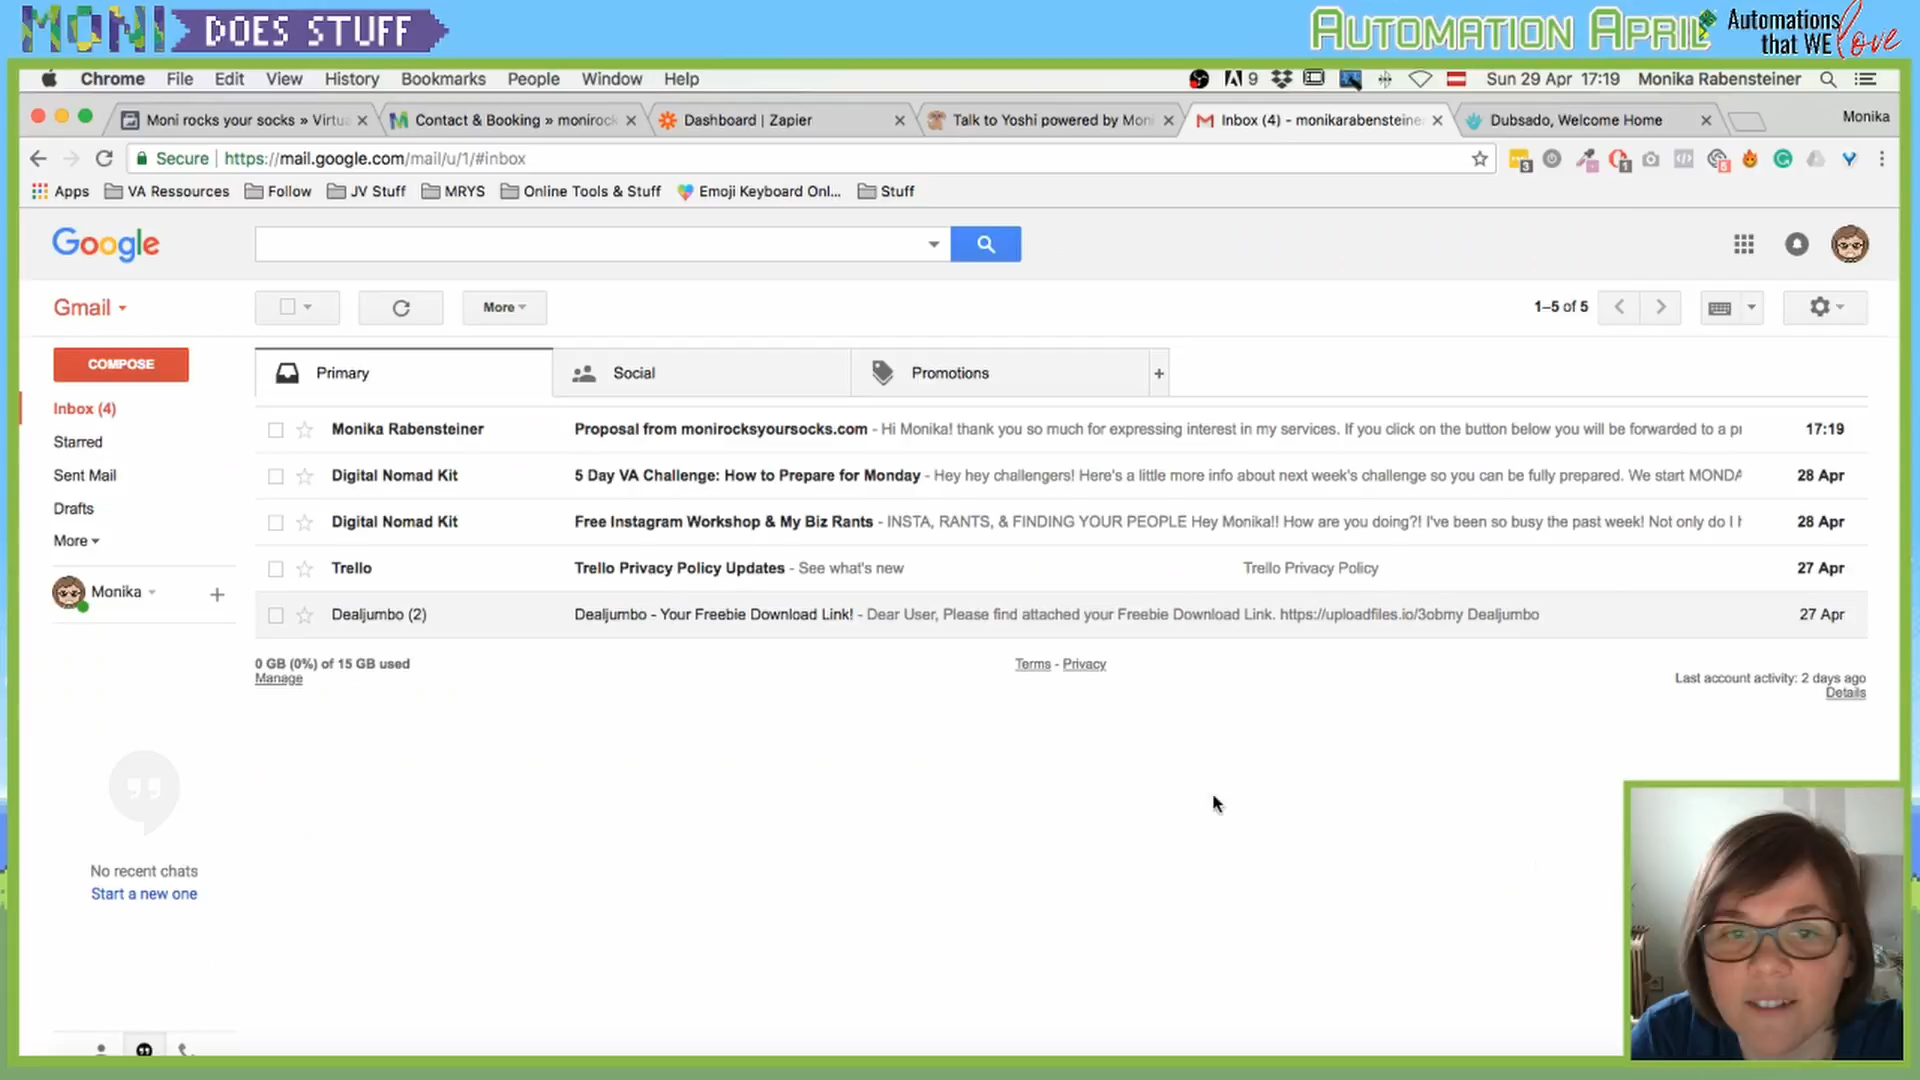 MONI DOES STUFF
AUTOMATION APRIL
Automations
that WE love
Chrome File Edit View History Bookmarks People Window Help
9 Sun 29 Apr 17:19 Monika Rabensteiner
Moni rocks your socks » Virtua
Contact & Booking » monirock
Dashboard | Zapier
Talk to Yoshi powered by Moni
Inbox (4) - monikarabensteiner
Dubsado, Welcome Home
Monika
Secure https://mail.google.com/mail/u/1/#inbox
Apps VA Ressources Follow JV Stuff MRYS Online Tools & Stuff Emoji Keyboard Onl... Stuff
Google
Gmail
More
1–5 of 5
COMPOSE
Inbox (4)
Starred
Sent Mail
Drafts
More
Monika
Primary
Social
Promotions
+
Monika Rabensteiner Proposal from monirocksyoursocks.com - Hi Monika! thank you so much for expressing interest in my services. If you click on the button below you will be forwarded to a pr 17:19
Digital Nomad Kit 5 Day VA Challenge: How to Prepare for Monday - Hey hey challengers! Here's a little more info about next week's challenge so you can be fully prepared. We start MONDA 28 Apr
Digital Nomad Kit Free Instagram Workshop & My Biz Rants - INSTA, RANTS, & FINDING YOUR PEOPLE Hey Monika!! How are you doing?! I've been so busy the past week! Not only do I h 28 Apr
Trello Trello Privacy Policy Updates - See what's new Trello Privacy Policy 27 Apr
Dealjumbo (2) Dealjumbo - Your Freebie Download Link! - Dear User, Please find attached your Freebie Download Link. https://uploadfiles.io/3obmy Dealjumbo 27 Apr
0 GB (0%) of 15 GB used
Manage
Terms - Privacy
Last account activity: 2 days ago
Details
No recent chats
Start a new one